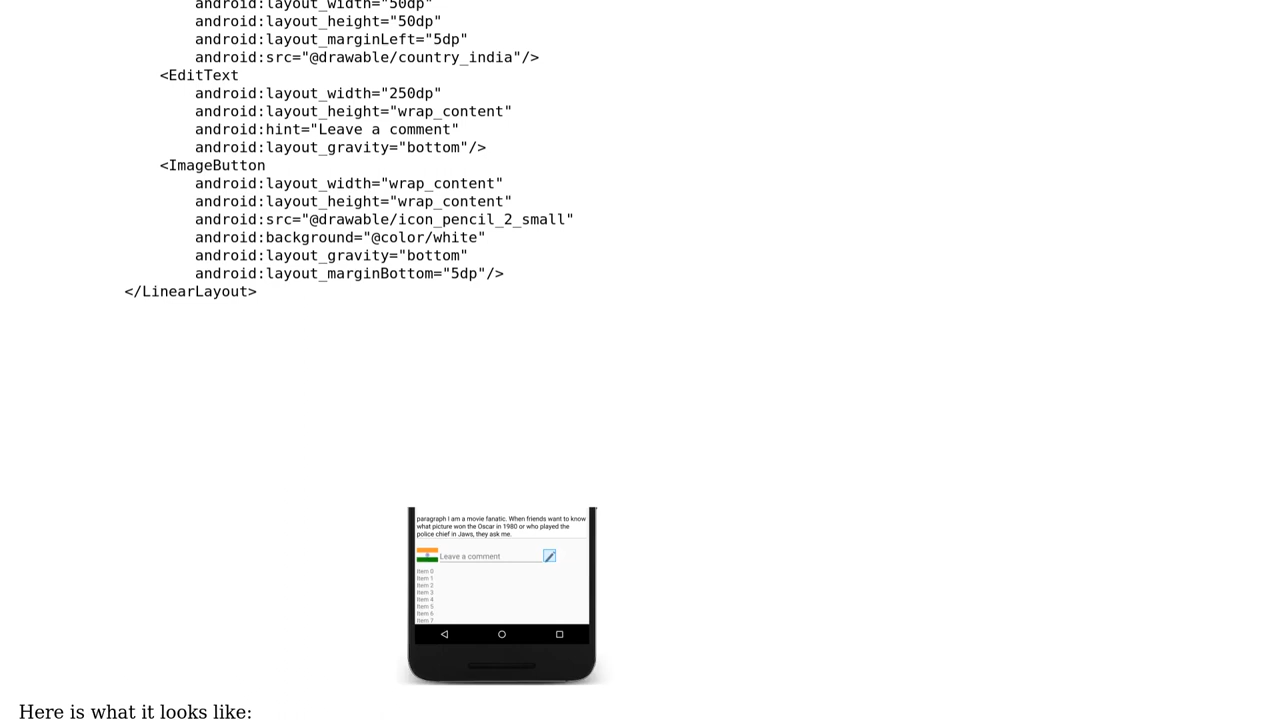 android:layout_width="50dp"
android:layout_height="50dp"
android:layout_marginLeft="5dp"
android:src="@drawable/country_india"/>
<EditText
android:layout_width="250dp"
android:layout_height="wrap_content"
android:hint="Leave a comment"
android:layout_gravity="bottom"/>
<ImageButton
android:layout_width="wrap_content"
android:layout_height="wrap_content"
android:src="@drawable/icon_pencil_2_small"
android:background="@color/white"
android:layout_gravity="bottom"
android:layout_marginBottom="5dp"/>
</LinearLayout>
paragraph I am a movie fanatic. When friends want to know
what picture won the Oscar in 1980 or who played the
police chief in Jaws, they ask me.
Leave a comment
Item 0
Item 1
Item 2
Item 3
Item 4
Item 5
Item 6
Item 7
Here is what it looks like: